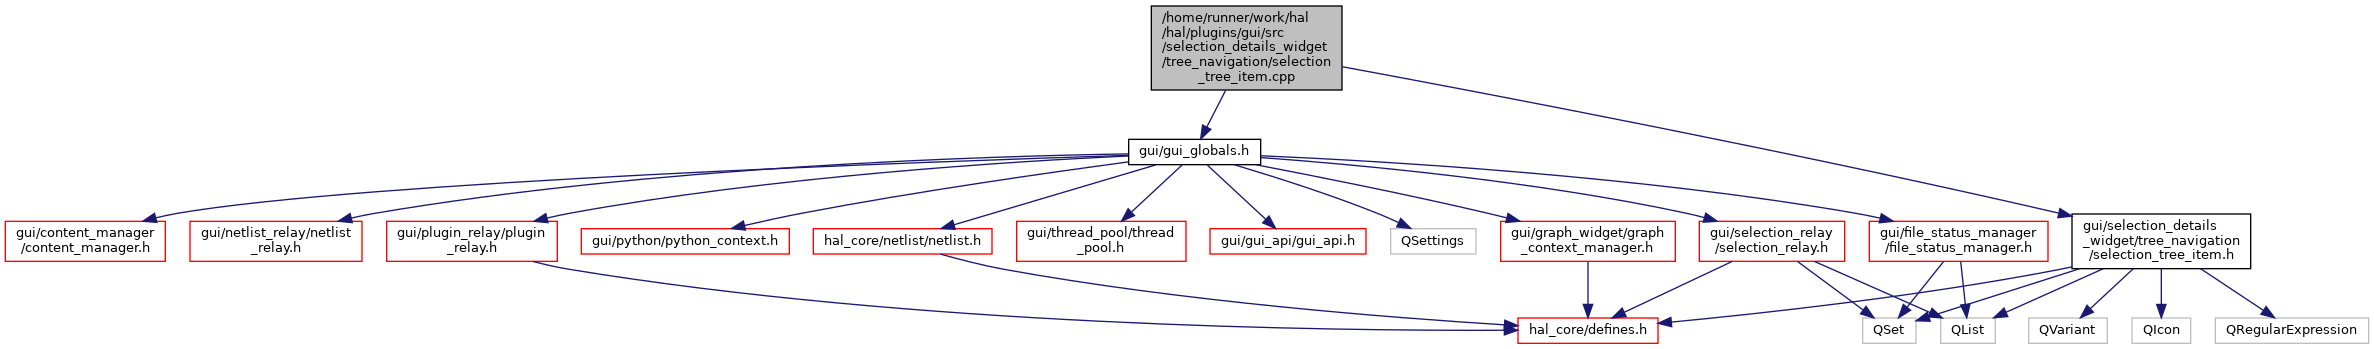 /home/runner/work/hal
/hal/plugins/gui/src
/selection_details_widget
/tree_navigation/selection
_tree_item.cpp
gui/gui_globals.h
gui/content_manager
/content_manager.h
gui/netlist_relay/netlist
_relay.h
gui/plugin_relay/plugin
_relay.h
gui/python/python_context.h
hal_core/netlist/netlist.h
gui/thread_pool/thread
_pool.h
gui/gui_api/gui_api.h
QSettings
gui/graph_widget/graph
_context_manager.h
gui/selection_relay
/selection_relay.h
gui/file_status_manager
/file_status_manager.h
gui/selection_details
_widget/tree_navigation
/selection_tree_item.h
hal_core/defines.h
QSet
QList
QVariant
QIcon
QRegularExpression